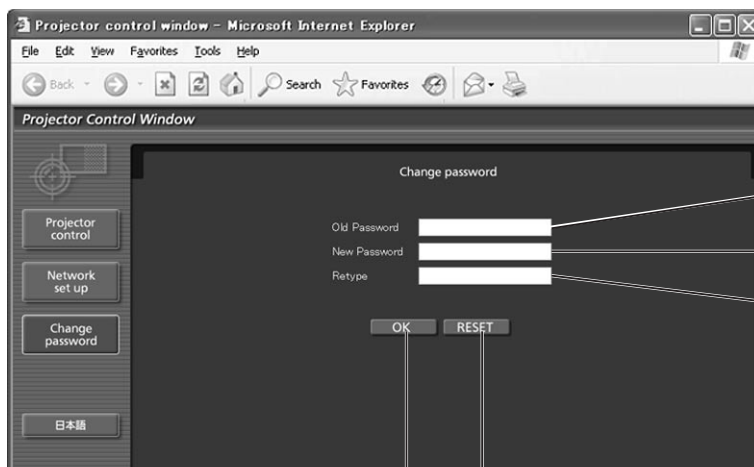 Projector control window - Microsoft Internet Explorer
File Edit View Favorites Tools Help
Back Search Favorites
Projector Control Window
Change password
Projector
control
Old Password
New Password
Network
set up
Retype
Change
password
OK RESET
日本語